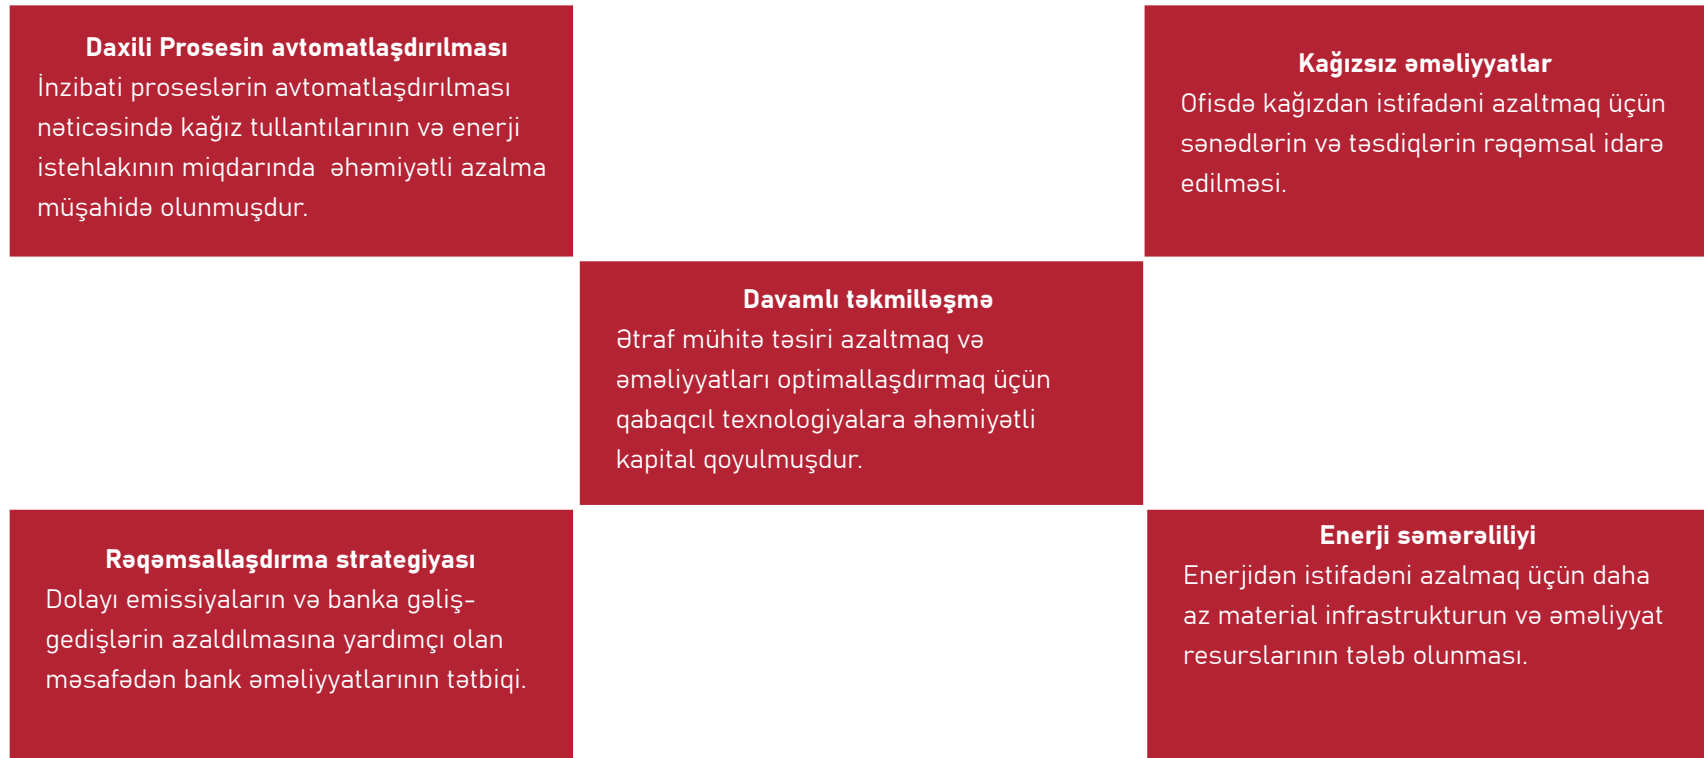 Daxili Prosesin avtomatlaşdırılması
İnzibati proseslərin avtomatlaşdırılması
nəticəsində kağız tullantılarının və enerji
istehlakının miqdarında  əhəmiyyətli azalma
müşahidə olunmuşdur.
Kağızsız əməliyyatlar
Ofisdə kağızdan istifadəni azaltmaq üçün
sənədlərin və təsdiqlərin rəqəmsal idarə
edilməsi.
Davamlı təkmilləşmə
Ətraf mühitə təsiri azaltmaq və
əməliyyatları optimallaşdırmaq üçün
qabaqcıl texnologiyalara əhəmiyyətli
kapital qoyulmuşdur.
Rəqəmsallaşdırma strategiyası
Dolayı emissiyaların və banka gəliş-
gedişlərin azaldılmasına yardımçı olan
məsafədən bank əməliyyatlarının tətbiqi.
Enerji səmərəliliyi
Enerjidən istifadəni azalmaq üçün daha
az material infrastrukturun və əməliyyat
resurslarının tələb olunması.